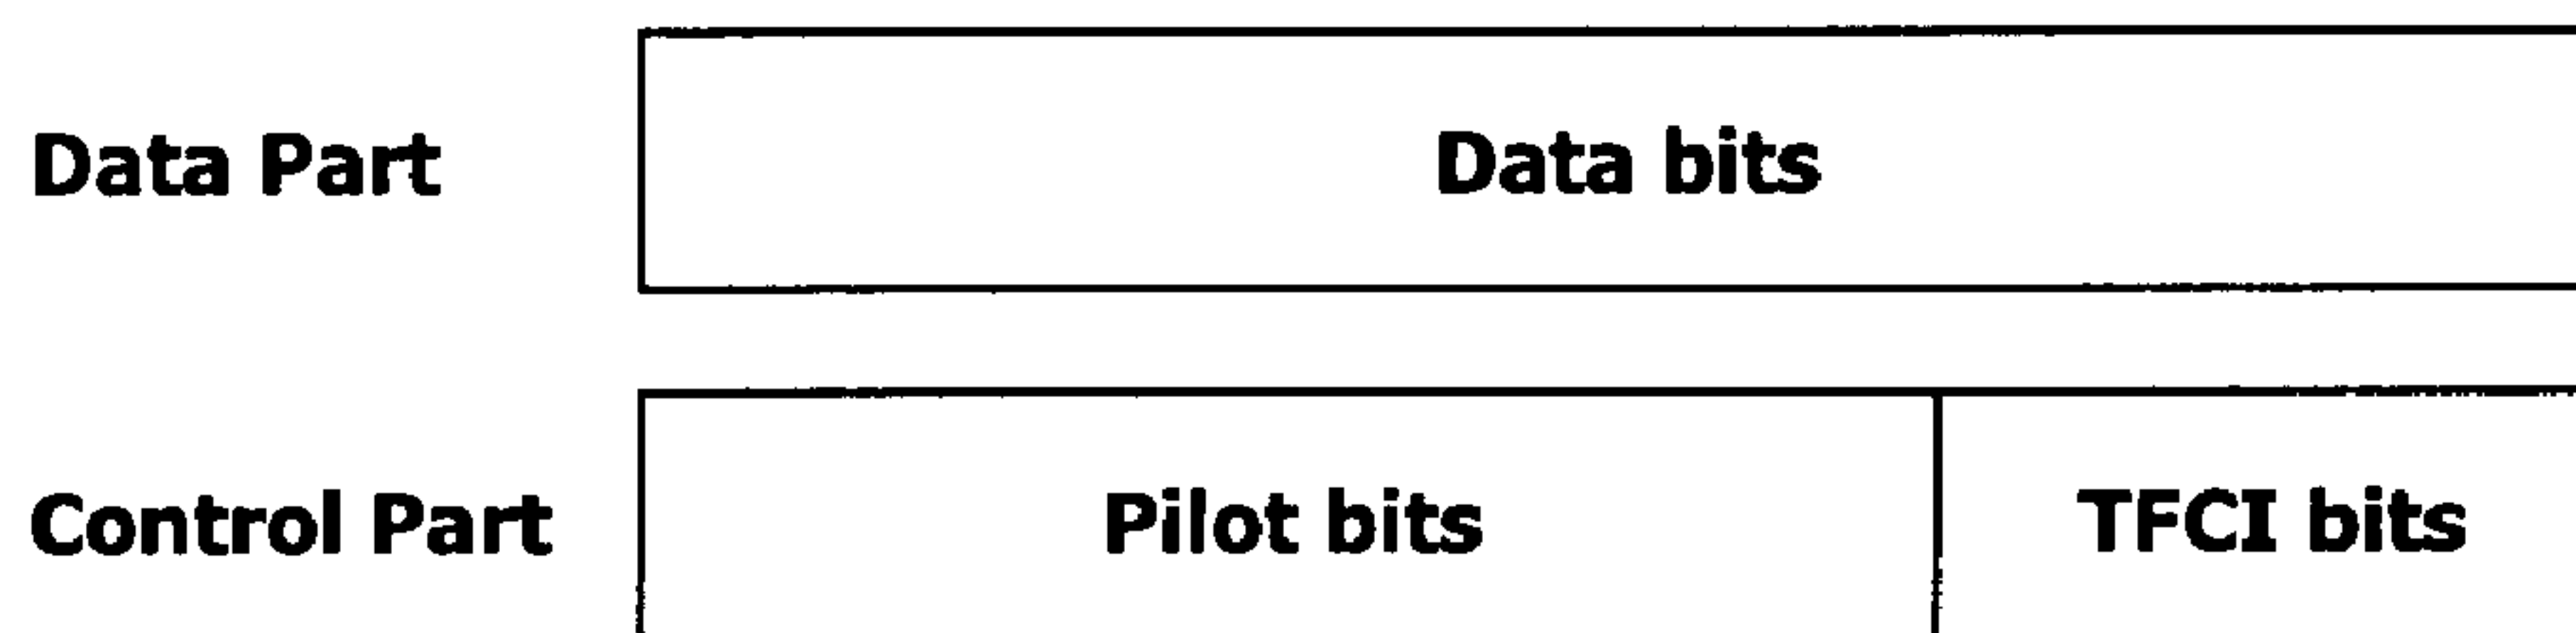 Data Part
Data bits
Control Part
Pilot bits
TFCI bits